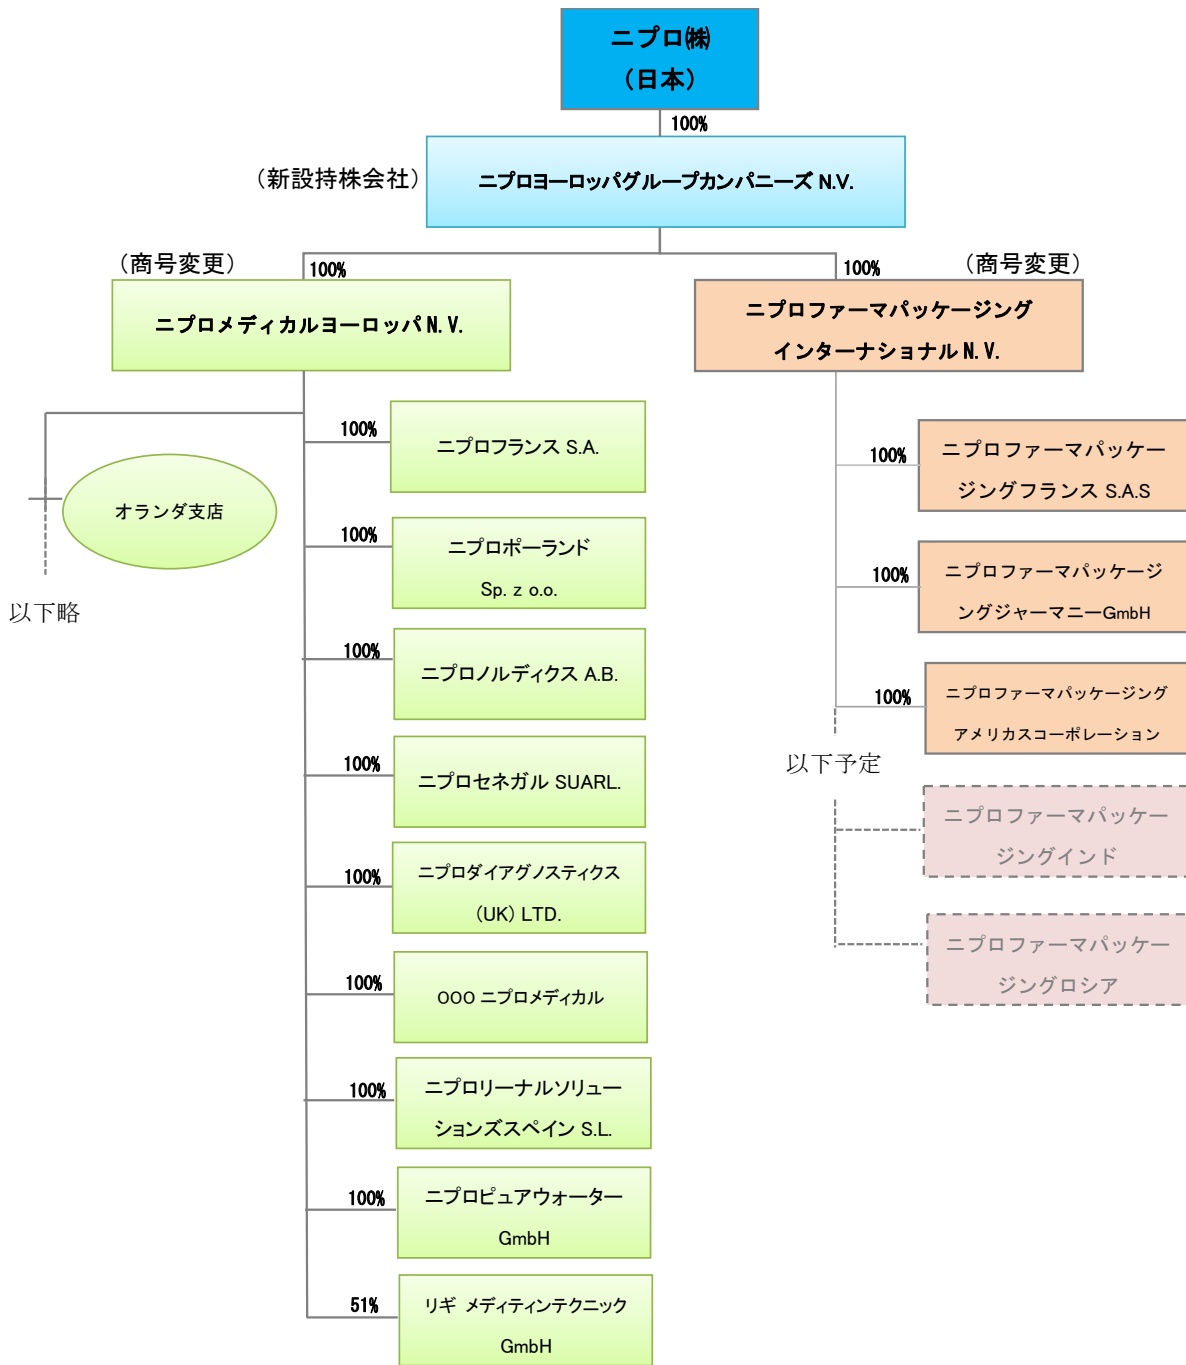 ニプロ㈱
（日本）
100%
（新設持株会社）
ニプロヨーロッパグループカンパニーズ N.V.
（商号変更）
100%
100%
（商号変更）
ニプロメディカルヨーロッパ N.V.
ニプロファーマパッケージング
インターナショナル N.V.
100%
ニプロフランス S.A.
オランダ支店
以下略
100%
ニプロポーランド
Sp. z o.o.
100%
ニプロノルディクス A.B.
100%
ニプロセネガル SUARL.
100%
ニプロダイアグノスティクス
(UK) LTD.
100%
OOO ニプロメディカル
100%
ニプロリーナルソリュー
ションズスペイン S.L.
100%
ニプロピュアウォーター
GmbH
51%
リギ メディティンテクニック
GmbH
100%
ニプロファーマパッケー
ジングフランス S.A.S
100%
ニプロファーマパッケージ
ングジャーマニーGmbH
100%
ニプロファーマパッケージング
アメリカスコーポレーション
以下予定
ニプロファーマパッケー
ジングインド
ニプロファーマパッケー
ジングロシア